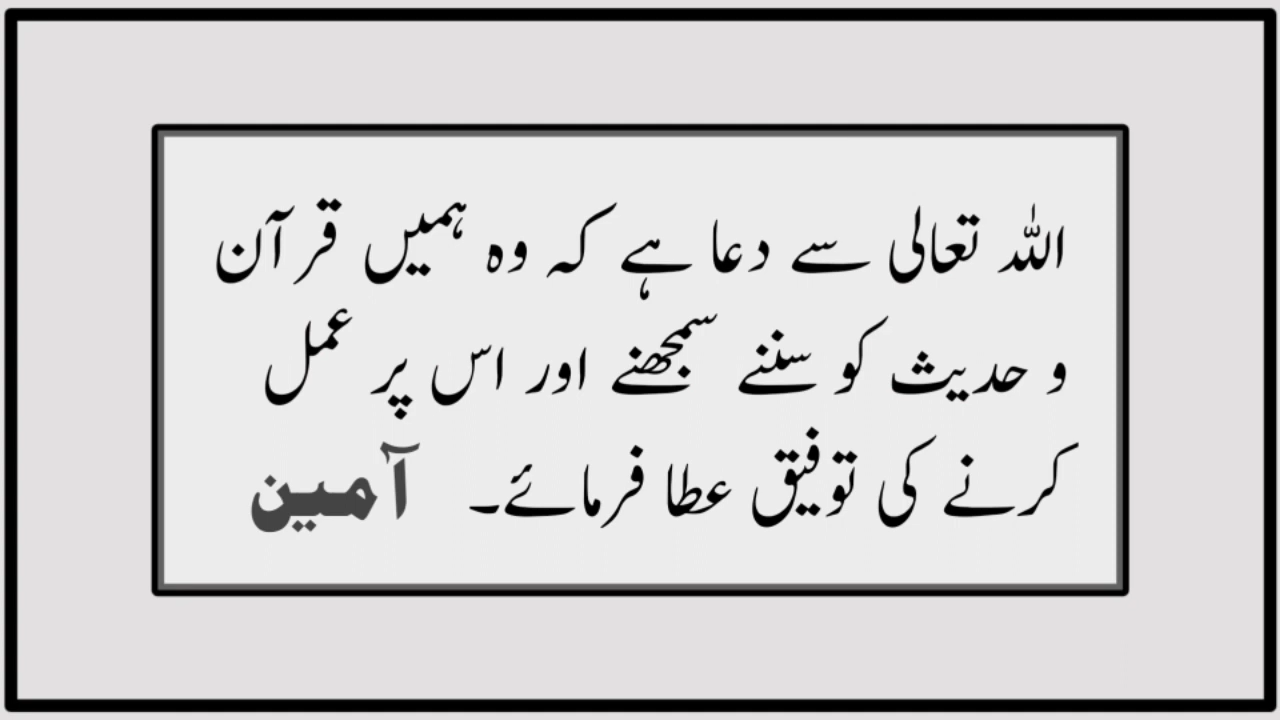 اللہ تعالی سے دعا ہے کہ وہ ہمیں قرآن
و حدیث کو سننے سمجھنے اور اس پر عمل
کرنے کی توفیق عطا فرمائے۔ آمین